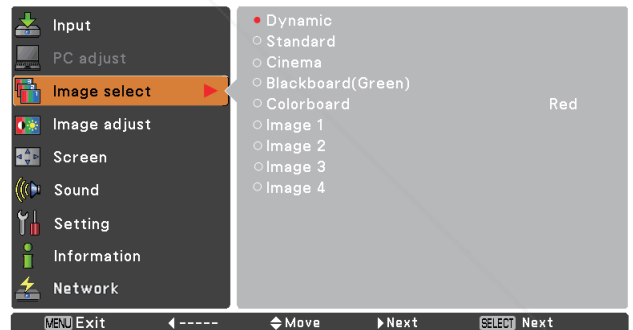 Input
PC adjust
Image select
Image adjust
Screen
Sound
Setting
Information
Network
Dynamic
Standard
Cinema
Blackboard(Green)
Colorboard Red
Image 1
Image 2
Image 3
Image 4
MENU Exit ----- Move Next SELECT Next